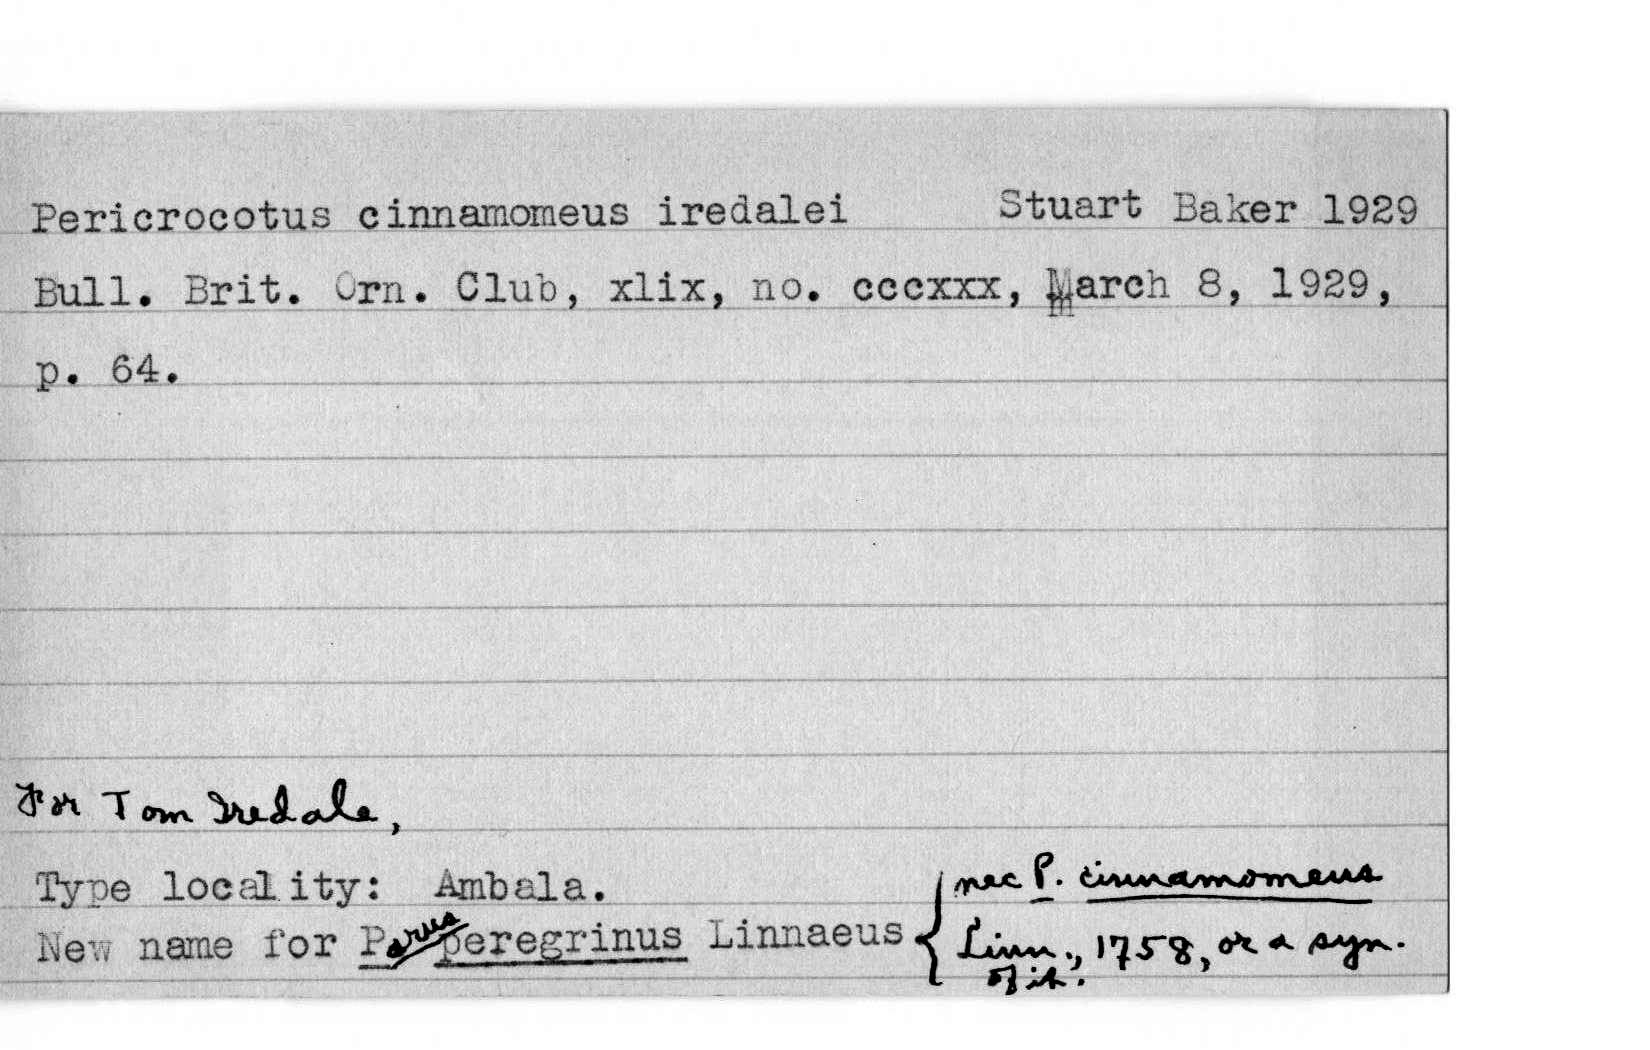 Pericrocotus cinnamomeus iredalei Stuart Baker 1929
Bull. Brit. Orn. Club, xlix, no. cccxxx, March 8, 1929,
p. 64.
For Tom Iredale,
Type locality: Ambala.
New name for Parus peregrinus Linnaeus { nec P. cinnamomeus
Linn., 1758, or a syn.
of it.